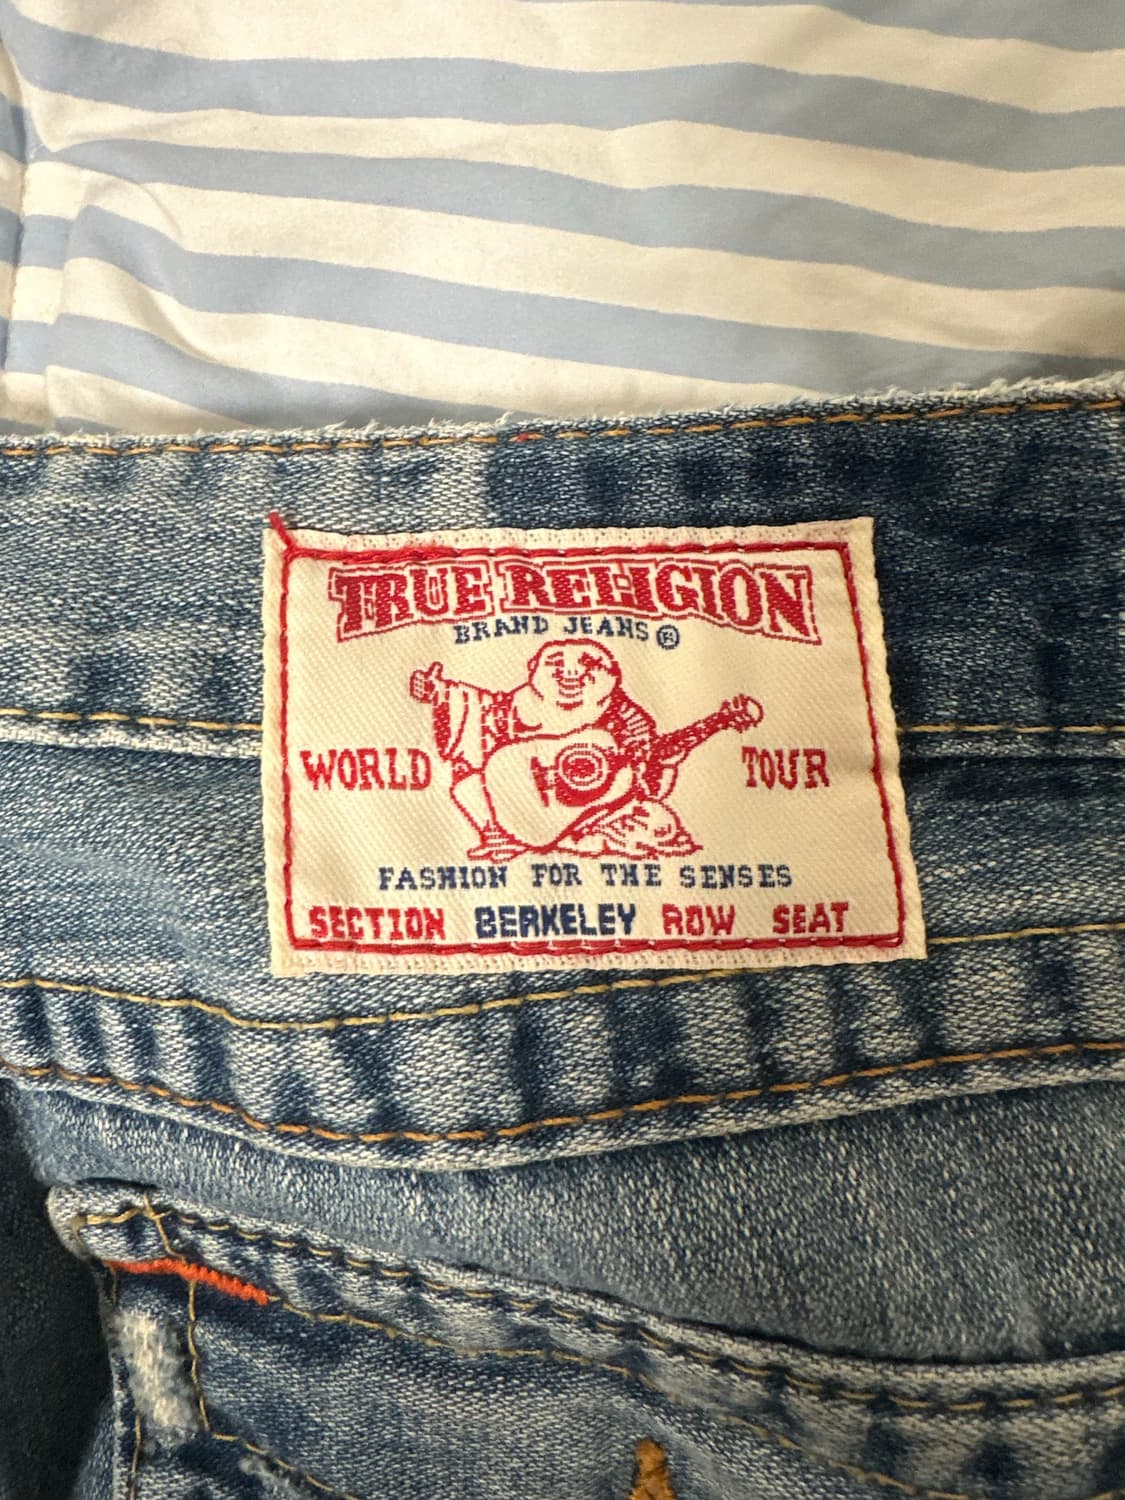 TRUE RELIGION
BRAND JEANS®
WORLD TOUR
FASHION FOR THE SENSES
SECTION BERKELEY ROW SEAT